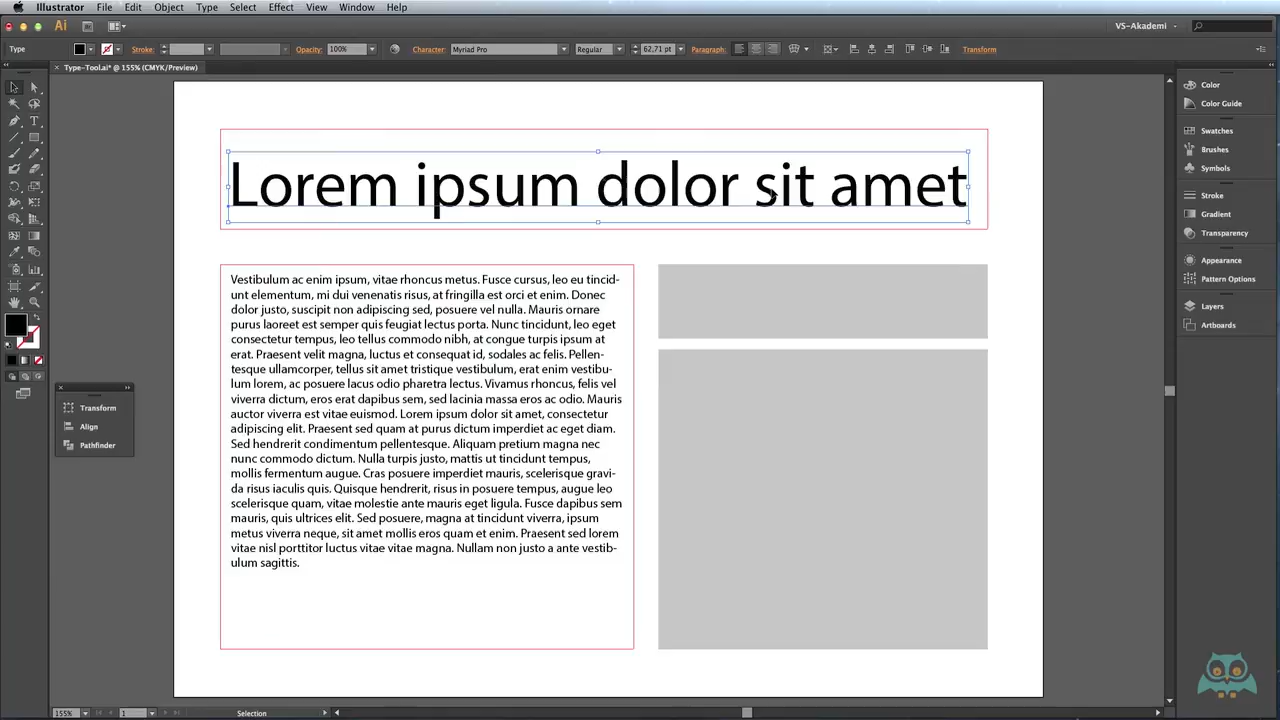 Illustrator File Edit Object Type Select Effect View Window Help
Ai VS-Akademi
Type Stroke: Opacity: 100% Character: Myriad Pro Regular 62,71 pt Paragraph: Transform
Type-Tool.ai* @ 155% (CMYK/Preview)
Lorem ipsum dolor sit amet
Vestibulum ac enim ipsum, vitae rhoncus metus. Fusce cursus, leo eu tincid-
unt elementum, mi dui venenatis risus, at fringilla est orci et enim. Donec
dolor justo, suscipit non adipiscing sed, posuere vel nulla. Mauris ornare
purus laoreet est semper quis feugiat lectus porta. Nunc tincidunt, leo eget
consectetur tempus, leo tellus commodo nibh, at congue turpis ipsum at
erat. Praesent velit magna, luctus et consequat id, sodales ac felis. Pellen-
tesque ullamcorper, tellus sit amet tristique vestibulum, erat enim vestibu-
lum lorem, ac posuere lacus odio pharetra lectus. Vivamus rhoncus, felis vel
viverra dictum, eros erat dapibus sem, sed lacinia massa eros ac odio. Mauris
auctor viverra est vitae euismod. Lorem ipsum dolor sit amet, consectetur
adipiscing elit. Praesent sed quam at purus dictum imperdiet ac eget diam.
Sed hendrerit condimentum pellentesque. Aliquam pretium magna nec
nunc commodo dictum. Nulla turpis justo, mattis ut tincidunt tempus,
mollis fermentum augue. Cras posuere imperdiet mauris, scelerisque gravi-
da risus iaculis quis. Quisque hendrerit, risus in posuere tempus, augue leo
scelerisque quam, vitae molestie ante mauris eget ligula. Fusce dapibus sem
mauris, quis ultrices elit. Sed posuere, magna at tincidunt viverra, ipsum
metus viverra neque, sit amet mollis eros quam et enim. Praesent sed lorem
vitae nisl porttitor luctus vitae vitae magna. Nullam non justo a ante vestib-
ulum sagittis.
Transform
Align
Pathfinder
Color
Color Guide
Swatches
Brushes
Symbols
Stroke
Gradient
Transparency
Appearance
Pattern Options
Layers
Artboards
155% 1 Selection